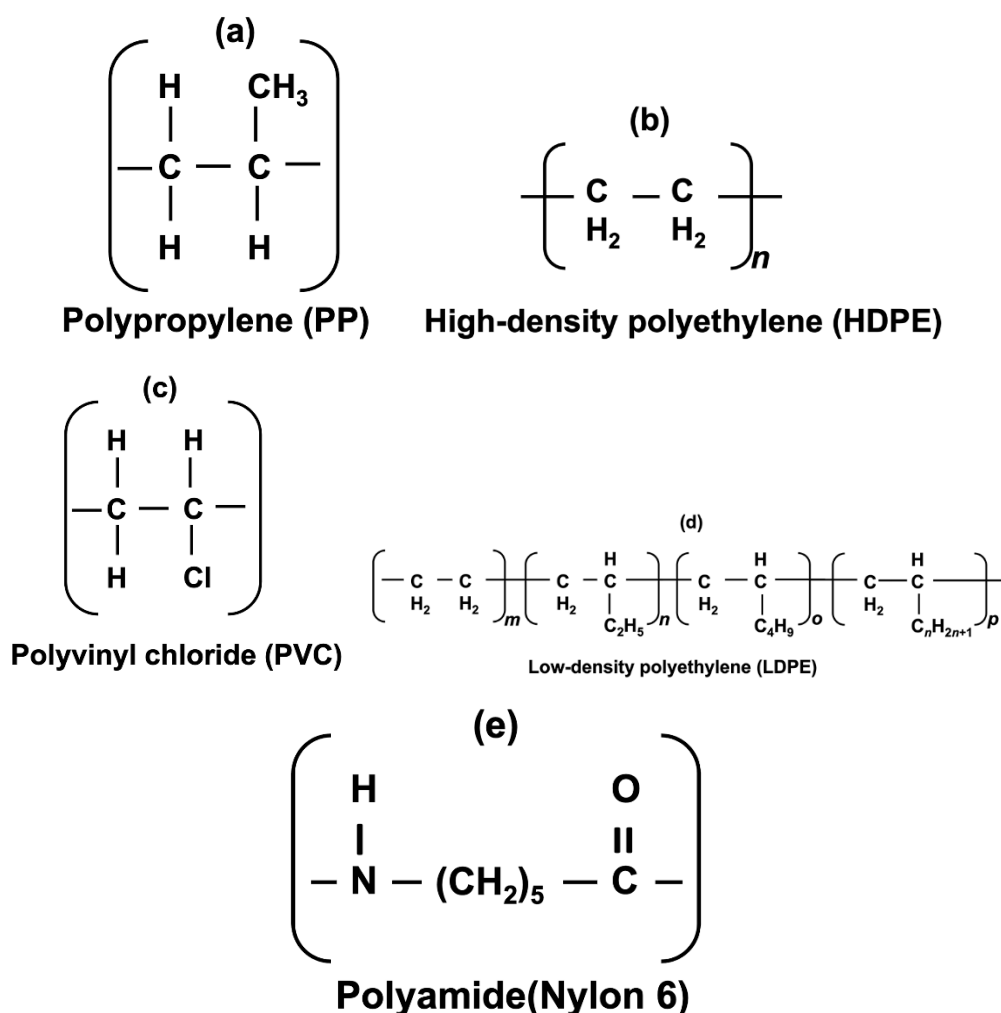 (a)
H CH₃
— C — C —
H H
Polypropylene (PP)
(b)
C — C
H₂ H₂ n
High-density polyethylene (HDPE)
(c)
H H
— C — C —
H Cl
Polyvinyl chloride (PVC)
(d)
H H H
— C — C — C — C — C — C — C — C —
H₂ H₂ m H₂ n H₂ o H₂ p
C₂H₅ C₄H₉ CₙH₂ₙ₊₁
Low-density polyethylene (LDPE)
(e)
H O
— N — (CH₂)₅ — C —
Polyamide(Nylon 6)